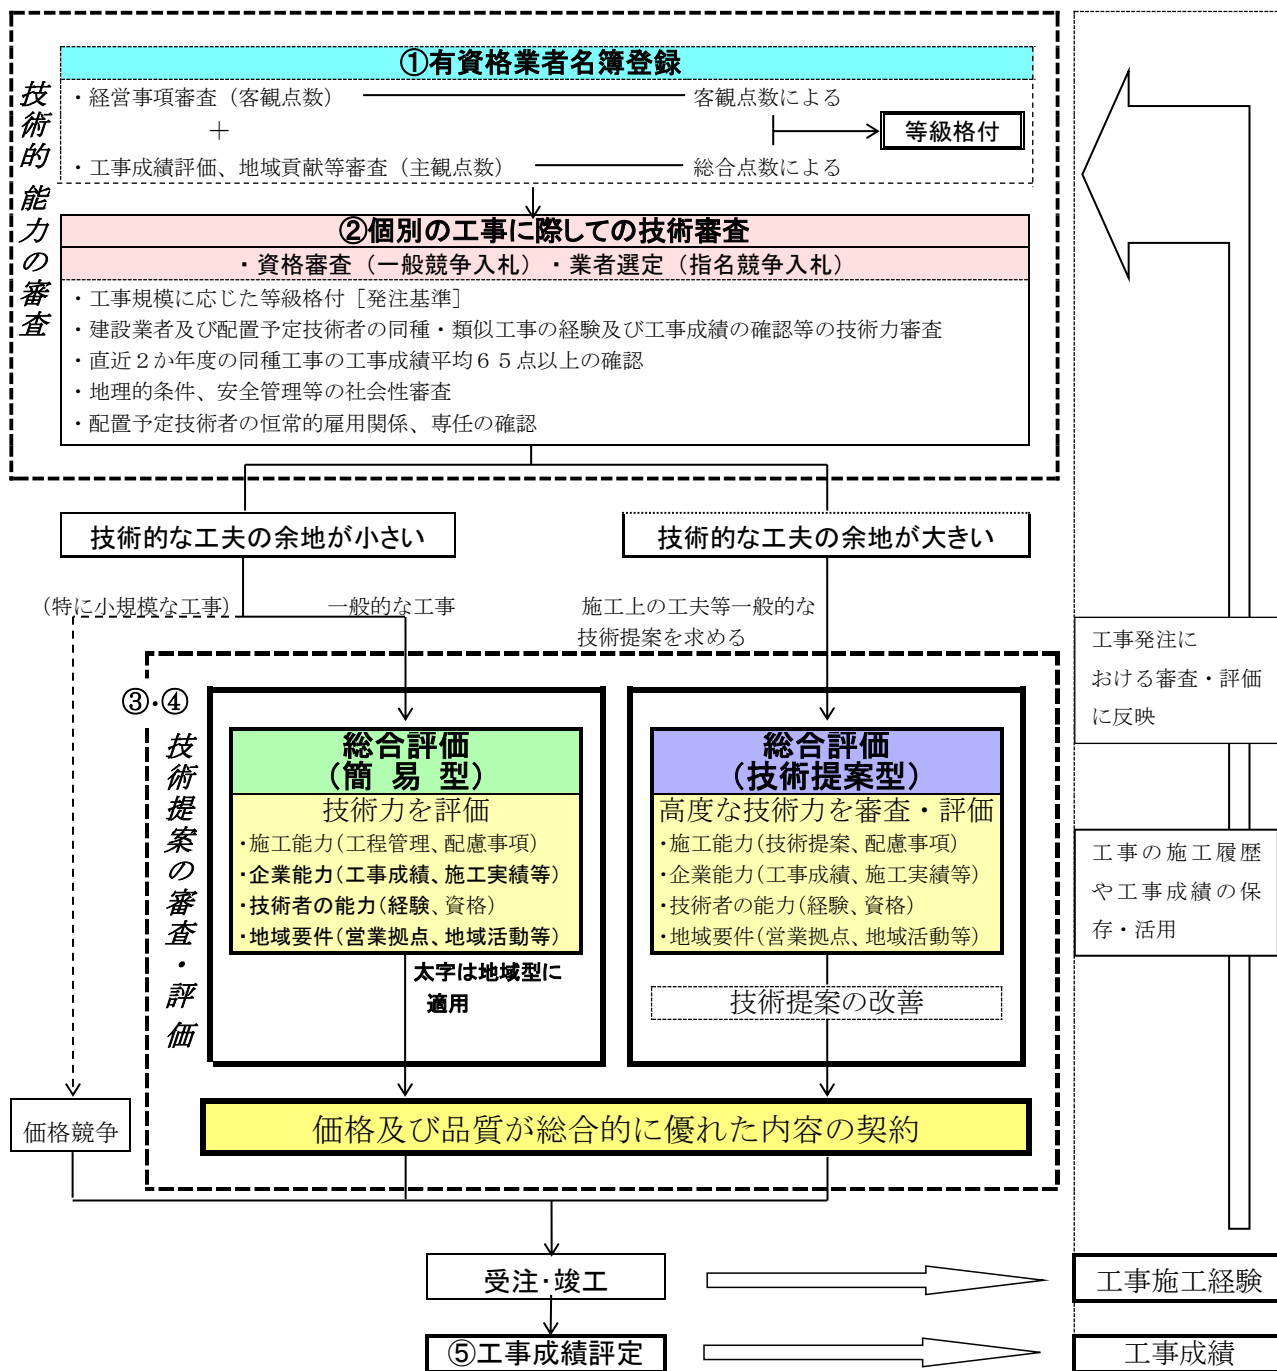 ①有資格業者名簿登録
技術的能力の審査
・経営事項審査（客観点数） 客観点数による
＋
等級格付
・工事成績評価、地域貢献等審査（主観点数） 総合点数による
②個別の工事に際しての技術審査
・資格審査（一般競争入札）・業者選定（指名競争入札）
・工事規模に応じた等級格付［発注基準］
・建設業者及び配置予定技術者の同種・類似工事の経験及び工事成績の確認等の技術力審査
・直近２か年度の同種工事の工事成績平均６５点以上の確認
・地理的条件、安全管理等の社会性審査
・配置予定技術者の恒常的雇用関係、専任の確認
技術的な工夫の余地が小さい
技術的な工夫の余地が大きい
(特に小規模な工事)
一般的な工事
施工上の工夫等一般的な
技術提案を求める
工事発注に
おける審査・評価
に反映
③・④
技術提案の審査・評価
総合評価
（簡 易 型）
技術力を評価
・施工能力(工程管理、配慮事項)
・企業能力(工事成績、施工実績等)
・技術者の能力(経験、資格)
・地域要件(営業拠点、地域活動等)
太字は地域型に
適用
総合評価
（技術提案型）
高度な技術力を審査・評価
・施工能力(技術提案、配慮事項)
・企業能力(工事成績、施工実績等)
・技術者の能力(経験、資格)
・地域要件(営業拠点、地域活動等)
技術提案の改善
工事の施工履歴
や工事成績の保
存・活用
価格競争
価格及び品質が総合的に優れた内容の契約
受注・竣工
工事施工経験
⑤工事成績評定
工事成績